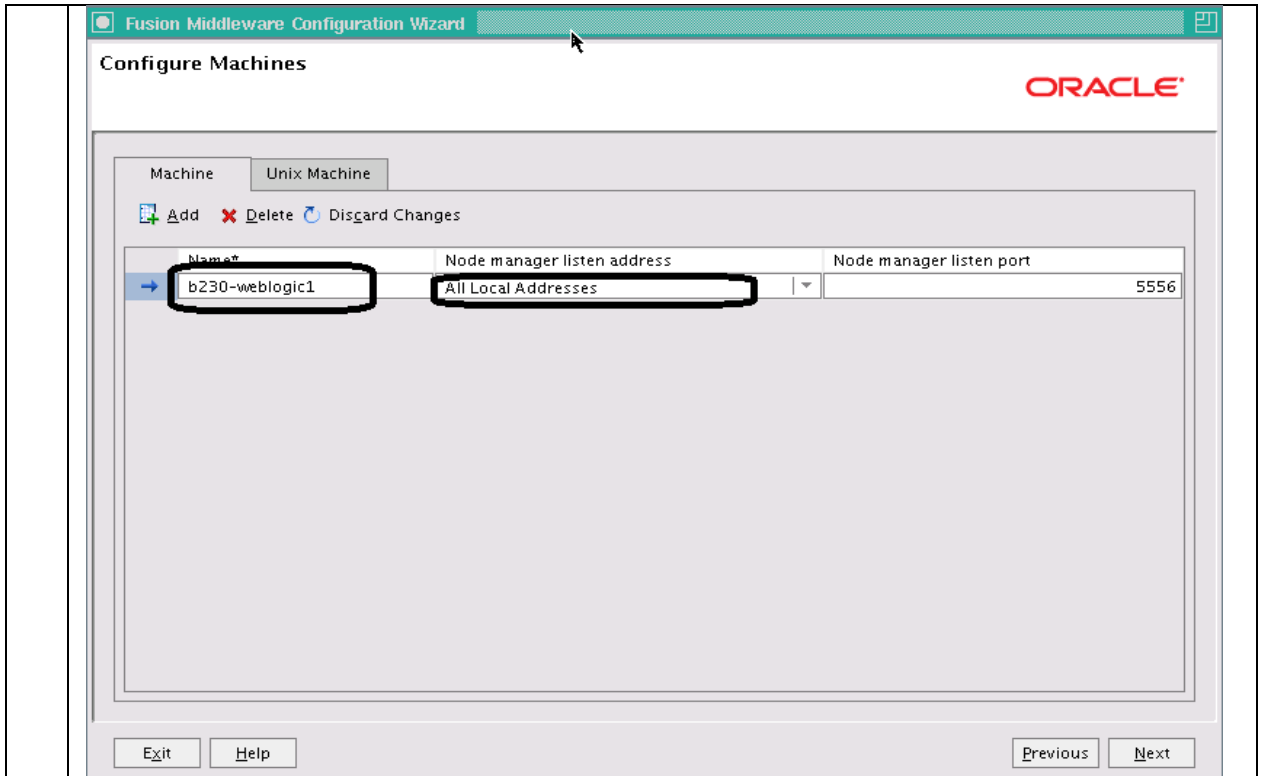 Fusion Middleware Configuration Wizard
Configure Machines
ORACLE
Machine Unix Machine
Add Delete Discard Changes
Name* Node manager listen address Node manager listen port
b230-weblogic1 All Local Addresses 5556
Exit Help Previous Next